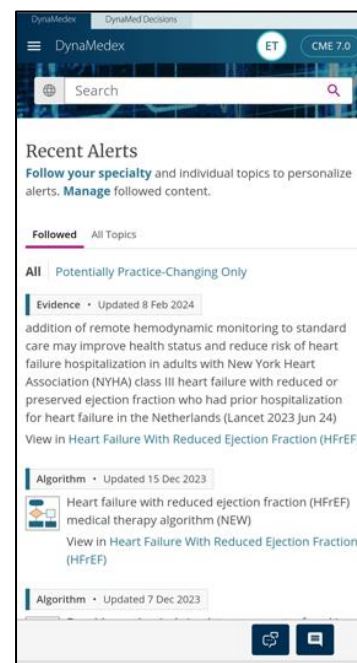 DynaMedex DynaMed Decisions
DynaMedex ET CME 7.0
Search
Recent Alerts
Follow your specialty and individual topics to personalize
alerts. Manage followed content.
Followed All Topics
All Potentially Practice-Changing Only
Evidence • Updated 8 Feb 2024
addition of remote hemodynamic monitoring to standard
care may improve health status and reduce risk of heart
failure hospitalization in adults with New York Heart
Association (NYHA) class III heart failure with reduced or
preserved ejection fraction who had prior hospitalization
for heart failure in the Netherlands (Lancet 2023 Jun 24)
View in Heart Failure With Reduced Ejection Fraction (HFrEF
Algorithm • Updated 15 Dec 2023
Heart failure with reduced ejection fraction (HFrEF)
medical therapy algorithm (NEW)
View in Heart Failure With Reduced Ejection Fraction
(HFrEF)
Algorithm • Updated 7 Dec 2023